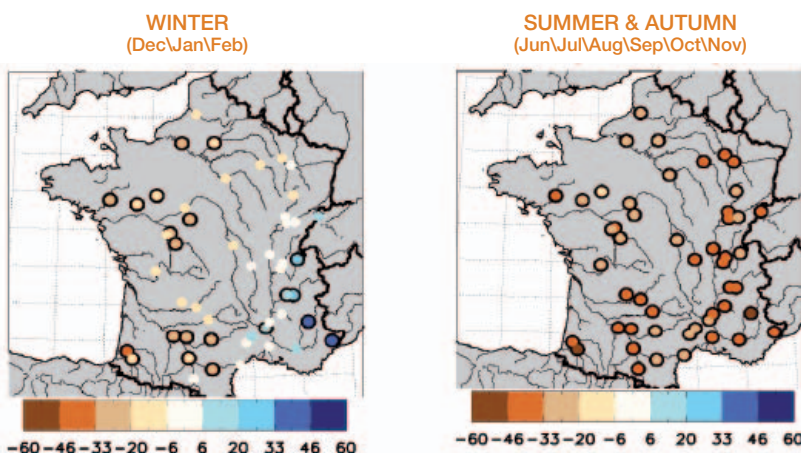 WINTER
(Dec\Jan\Feb)
SUMMER & AUTUMN
(Jun\Jul\Aug\Sep\Oct\Nov)
-60 -46 -33 -20 -6 6 20 33 46 60
-60 -46 -33 -20 -6 6 20 33 46 60